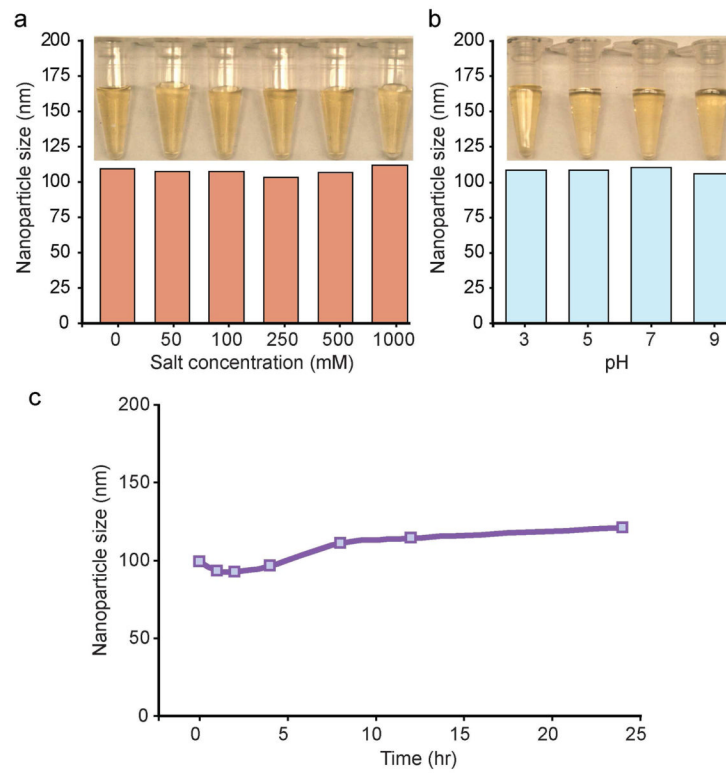 a
200
175
150
125
100
75
50
25
0
Nanoparticle size (nm)
0 50 100 250 500 1000
Salt concentration (mM)
b
200
175
150
125
100
75
50
25
0
Nanoparticle size (nm)
3 5 7 9
pH
c
200
150
100
50
0
Nanoparticle size (nm)
0 5 10 15 20 25
Time (hr)